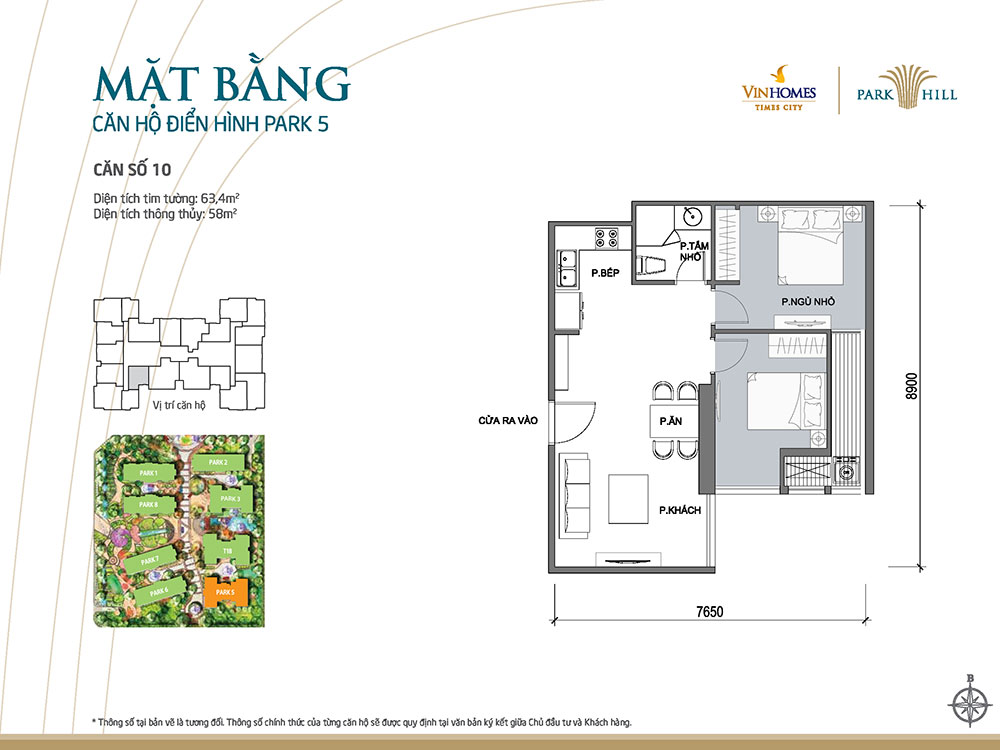 MẶT BẰNG
CĂN HỘ ĐIỂN HÌNH PARK 5
VINHOMES
TIMES CITY
PARK HILL
CĂN SỐ 10
Diện tích tim tường: 63,4m²
Diện tích thông thủy: 58m²
P.TẮM
NHỎ
P.BẾP
P.NGỦ NHỎ
8900
CỬA RA VÀO
P.ĂN
P.KHÁCH
7650
Vị trí căn hộ
PARK 1
PARK 2
PARK 8
PARK 3
T18
PARK 7
PARK 6
PARK 5
B
* Thông số tại bản vẽ là tương đối. Thông số chính thức của từng căn hộ sẽ được quy định tại văn bản ký kết giữa Chủ đầu tư và Khách hàng.